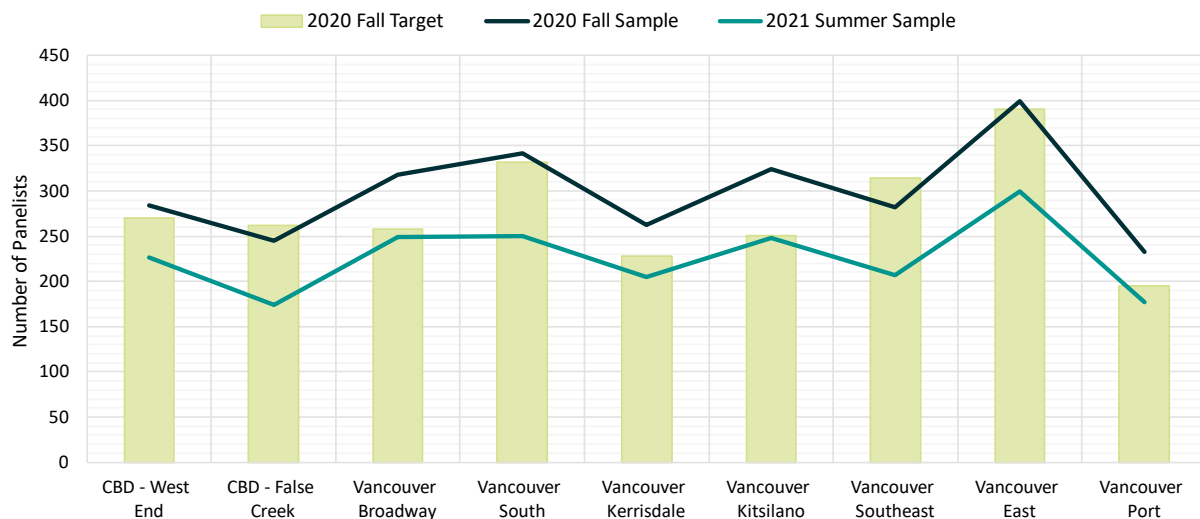 2020 Fall Target 2020 Fall Sample 2021 Summer Sample
Number of Panelists
450
400
350
300
250
200
150
100
50
0
CBD - West End
CBD - False Creek
Vancouver Broadway
Vancouver South
Vancouver Kerrisdale
Vancouver Kitsilano
Vancouver Southeast
Vancouver East
Vancouver Port